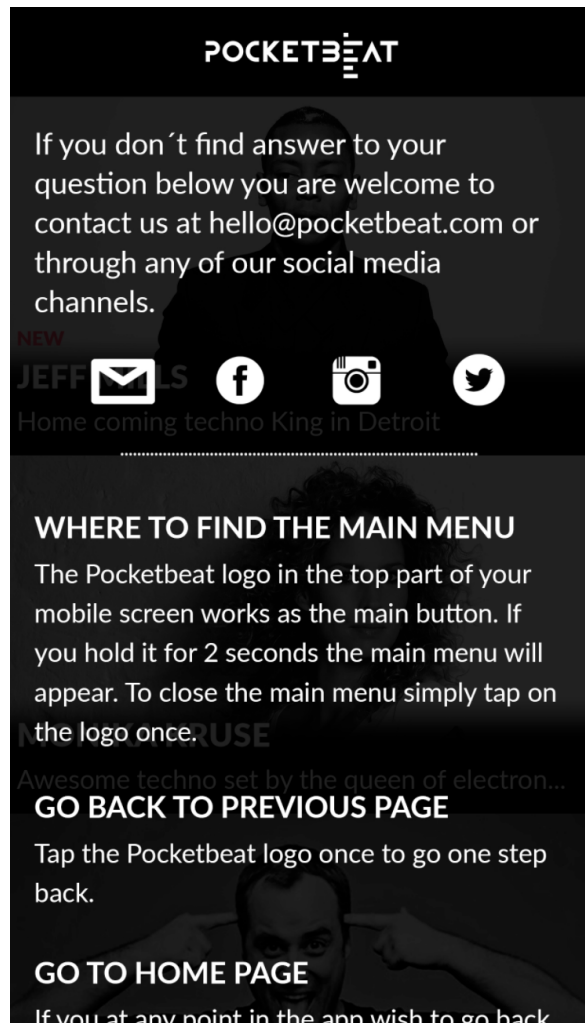 POCKETBEAT
If you don´t find answer to your
question below you are welcome to
contact us at hello@pocketbeat.com or
through any of our social media
channels.
NEW
JEFF MILLS
Home coming techno King in Detroit
WHERE TO FIND THE MAIN MENU
The Pocketbeat logo in the top part of your
mobile screen works as the main button. If
you hold it for 2 seconds the main menu will
appear. To close the main menu simply tap on
the logo once.
MONIKA KRUSE
Awesome techno set by the queen of electron...
GO BACK TO PREVIOUS PAGE
Tap the Pocketbeat logo once to go one step
back.
GO TO HOME PAGE
If you at any point in the app wish to go back